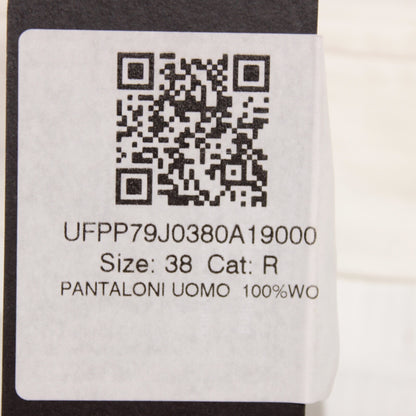 UFPP79J0380A19000
Size: 38 Cat: R
PANTALONI UOMO 100%WO